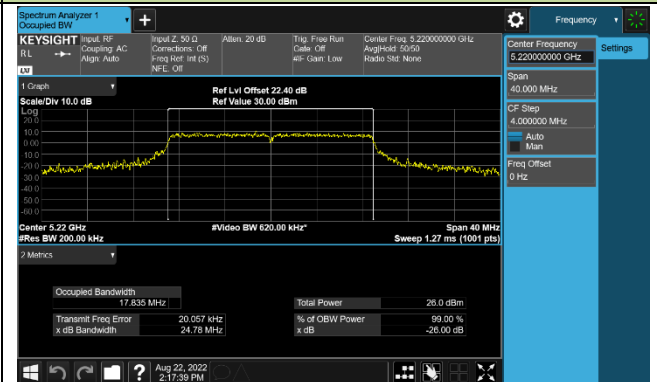 Spectrum Analyzer 1
Occupied BW
Frequency
KEYSIGHT
RL
LXI
Input: RF
Coupling: AC
Align: Auto
Input Z: 50 Ω
Corrections: Off
Freq Ref: Int (S)
NFE: Off
Atten: 20 dB
Trig: Free Run
Gate: Off
#IF Gain: Low
Center Freq: 5.220000000 GHz
Avg|Hold: 50/50
Radio Std: None
Center Frequency
5.220000000 GHz
Settings
Span
40.000 MHz
CF Step
4.000000 MHz
Auto
Man
Freq Offset
0 Hz
1 Graph
Scale/Div 10.0 dB
Ref Lvl Offset 22.40 dB
Ref Value 30.00 dBm
Log
20.0
10.0
0.00
-10.0
-20.0
-30.0
-40.0
-50.0
-60.0
Center 5.22 GHz
#Video BW 620.00 kHz*
Span 40 MHz
#Res BW 200.00 kHz
Sweep 1.27 ms (1001 pts)
2 Metrics
Occupied Bandwidth
17.835 MHz
Total Power 26.0 dBm
Transmit Freq Error 20.057 kHz
% of OBW Power 99.00 %
x dB Bandwidth 24.78 MHz
x dB -26.00 dB
Aug 22, 2022
2:17:39 PM